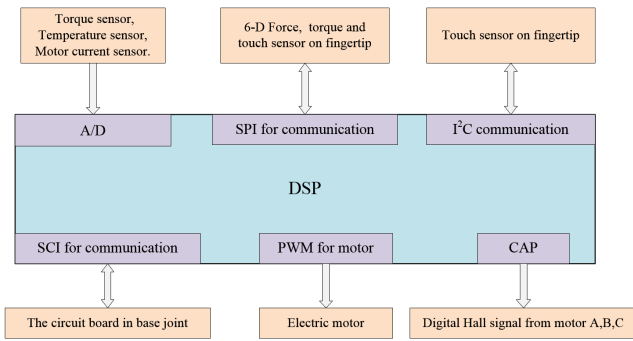 Torque sensor,
Temperature sensor,
Motor current sensor.
6-D Force, torque and
touch sensor on fingertip
Touch sensor on fingertip
A/D
SPI for communication
I²C communication
DSP
SCI for communication
PWM for motor
CAP
The circuit board in base joint
Electric motor
Digital Hall signal from motor A,B,C